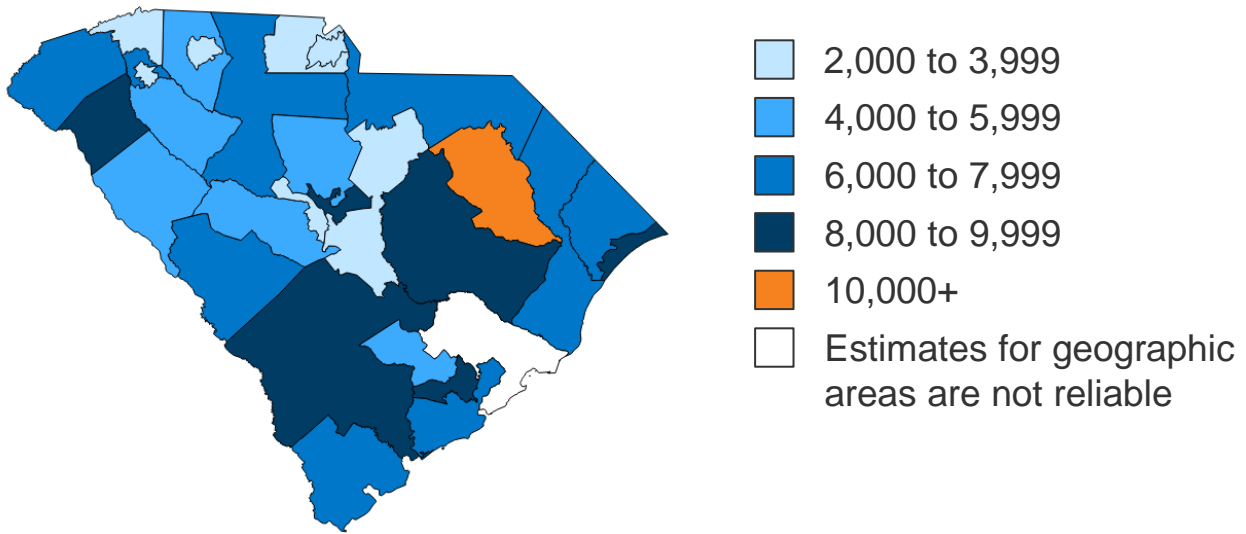 2,000 to 3,999
4,000 to 5,999
6,000 to 7,999
8,000 to 9,999
10,000+
Estimates for geographic
areas are not reliable